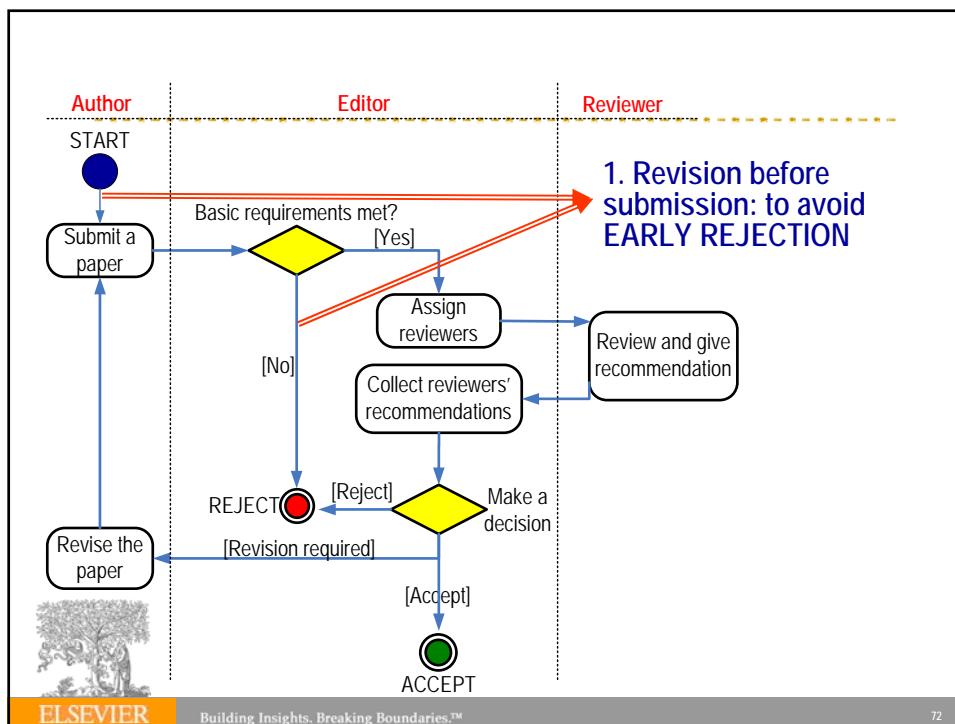 Author
Editor
Reviewer
START
1. Revision before
submission: to avoid
EARLY REJECTION
Basic requirements met?
[Yes]
Submit a
paper
Assign
reviewers
Review and give
recommendation
[No]
Collect reviewers'
recommendations
REJECT
[Reject]
Make a
decision
Revise the
paper
[Revision required]
[Accept]
ACCEPT
ELSEVIER
Building Insights. Breaking Boundaries.™
72